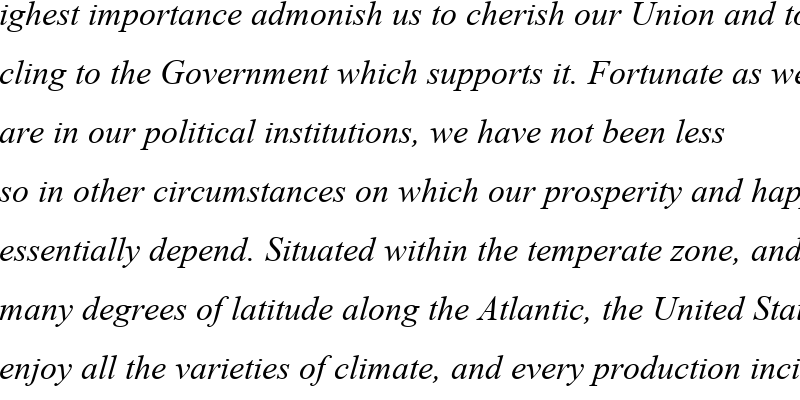 ighest importance admonish us to cherish our Union and to
cling to the Government which supports it. Fortunate as we
are in our political institutions, we have not been less
so in other circumstances on which our prosperity and hap
essentially depend. Situated within the temperate zone, and
many degrees of latitude along the Atlantic, the United Stat
enjoy all the varieties of climate, and every production inci